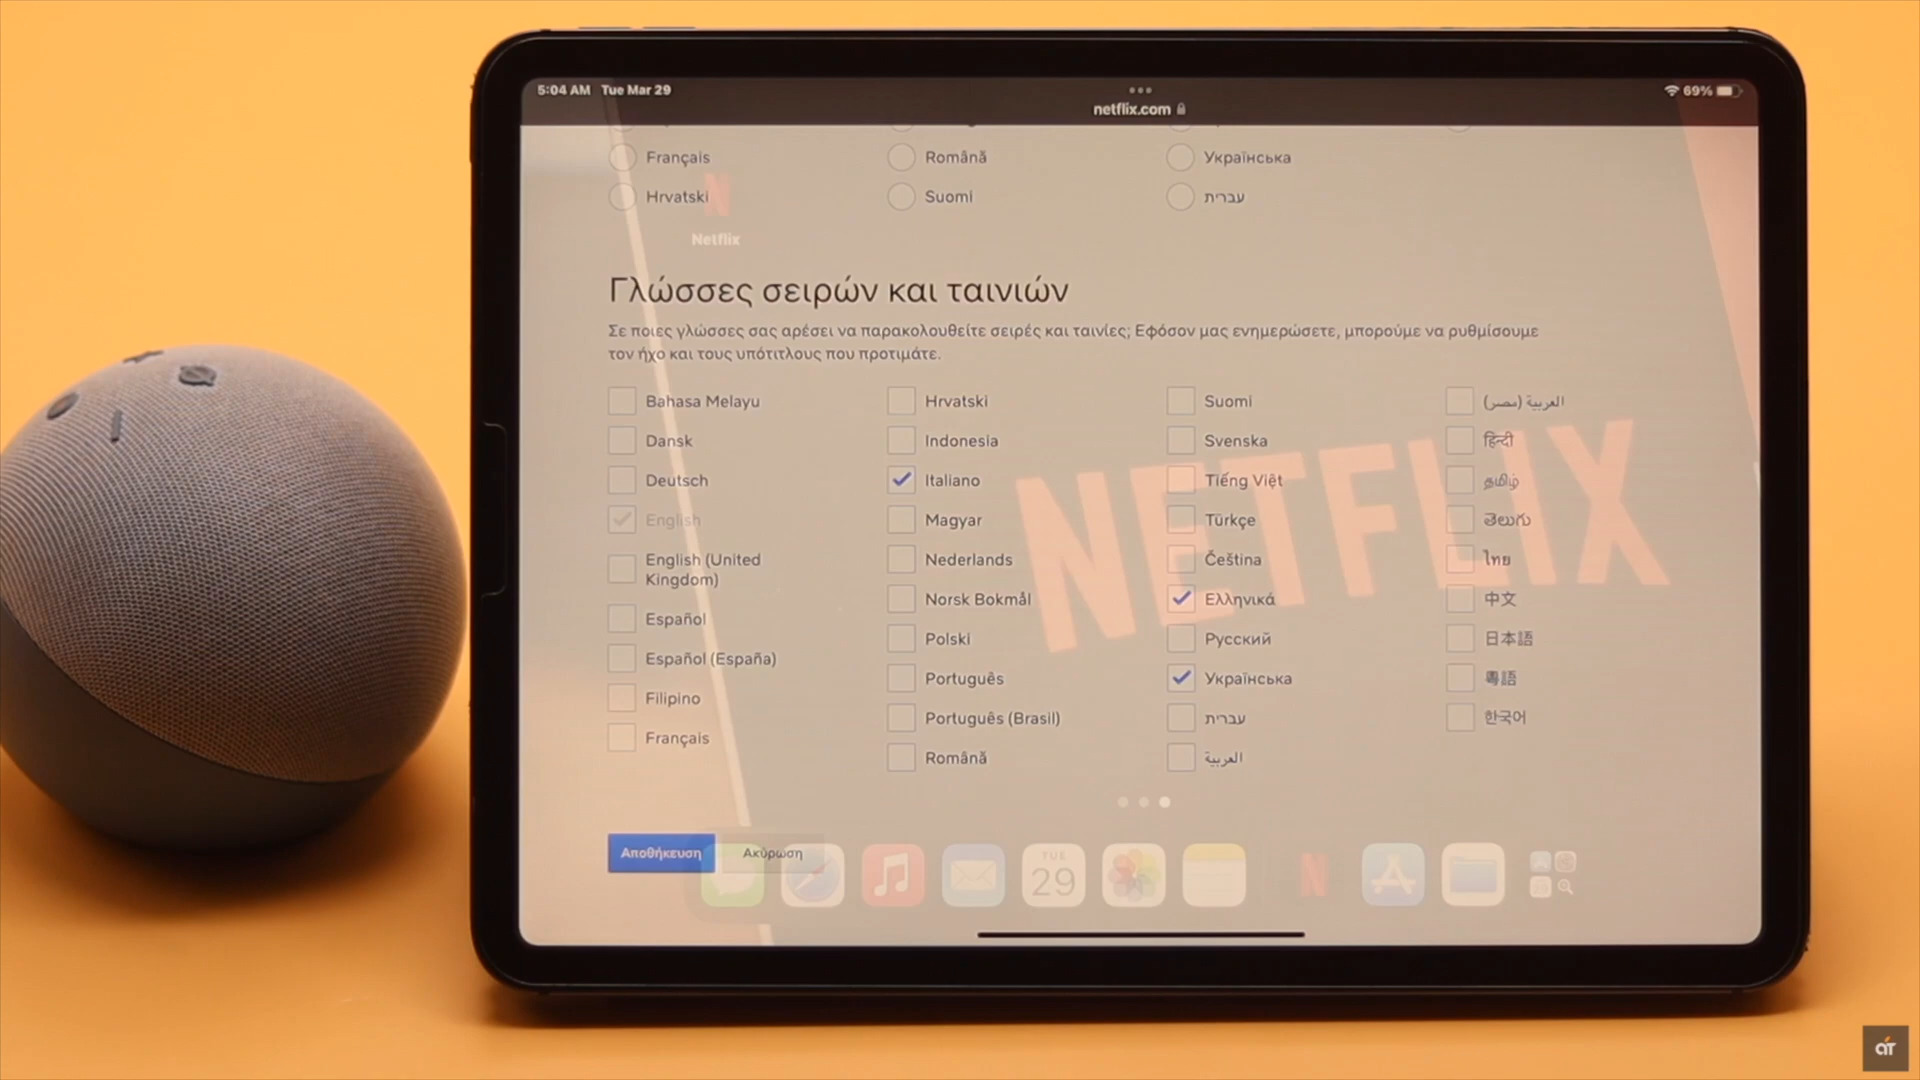 5:04 AM Tue Mar 29
69%
netflix.com
Français
Română
Українська
Hrvatski
Suomi
עברית
Netflix
Γλώσσες σειρών και ταινιών
Σε ποιες γλώσσες σας αρέσει να παρακολουθείτε σειρές και ταινίες; Εφόσον μας ενημερώσετε, μπορούμε να ρυθμίσουμε
τον ήχο και τους υπότιτλους που προτιμάτε.
Bahasa Melayu
Dansk
Deutsch
English
English (United
Kingdom)
Español
Español (España)
Filipino
Français
Hrvatski
Indonesia
Italiano
Magyar
Nederlands
Norsk Bokmål
Polski
Português
Português (Brasil)
Română
Suomi
Svenska
Tiếng Việt
Türkçe
Čeština
Ελληνικά
Русский
Українська
עברית
العربية
العربية (مصر)
हिन्दी
தமிழ்
తెలుగు
ไทย
中文
日本語
粵語
한국어
NETFLIX
Αποθήκευση
Ακύρωση
TUE
29
N
aT